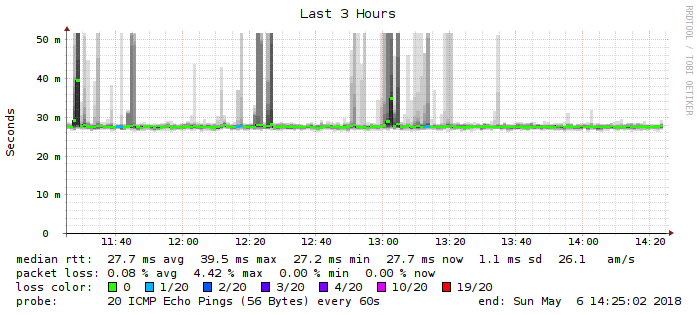 Last 3 Hours
RRDTOOL / TOBI OETIKER
Seconds
50 m
40 m
30 m
20 m
10 m
0
11:40 12:00 12:20 12:40 13:00 13:20 13:40 14:00 14:20
median rtt: 27.7 ms avg 39.5 ms max 27.2 ms min 27.7 ms now 1.1 ms sd 26.1 am/s
packet loss: 0.08 % avg 4.42 % max 0.00 % min 0.00 % now
loss color: 0 1/20 2/20 3/20 4/20 10/20 19/20
probe: 20 ICMP Echo Pings (56 Bytes) every 60s end: Sun May 6 14:25:02 2018